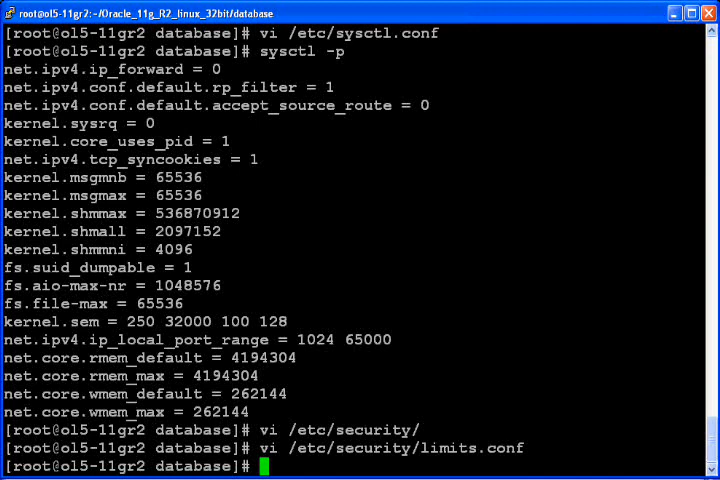 root@ol5-11gr2:~/Oracle_11g_R2_linux_32bit/database
[root@ol5-11gr2 database]# vi /etc/sysctl.conf
[root@ol5-11gr2 database]# sysctl -p
net.ipv4.ip_forward = 0
net.ipv4.conf.default.rp_filter = 1
net.ipv4.conf.default.accept_source_route = 0
kernel.sysrq = 0
kernel.core_uses_pid = 1
net.ipv4.tcp_syncookies = 1
kernel.msgmnb = 65536
kernel.msgmax = 65536
kernel.shmmax = 536870912
kernel.shmall = 2097152
kernel.shmmni = 4096
fs.suid_dumpable = 1
fs.aio-max-nr = 1048576
fs.file-max = 65536
kernel.sem = 250 32000 100 128
net.ipv4.ip_local_port_range = 1024 65000
net.core.rmem_default = 4194304
net.core.rmem_max = 4194304
net.core.wmem_default = 262144
net.core.wmem_max = 262144
[root@ol5-11gr2 database]# vi /etc/security/
[root@ol5-11gr2 database]# vi /etc/security/limits.conf
[root@ol5-11gr2 database]#